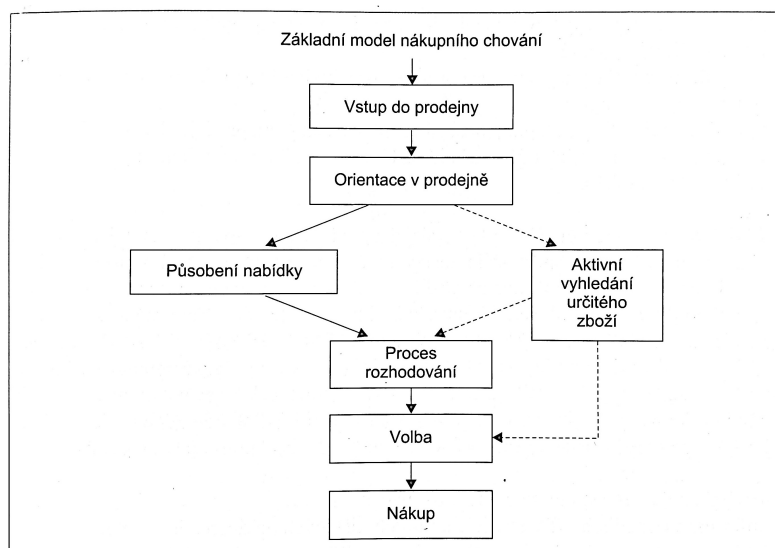 Základní model nákupního chování
Vstup do prodejny
Orientace v prodejně
Působení nabídky
Aktivní
vyhledání
určitého
zboží
Proces
rozhodování
Volba
Nákup